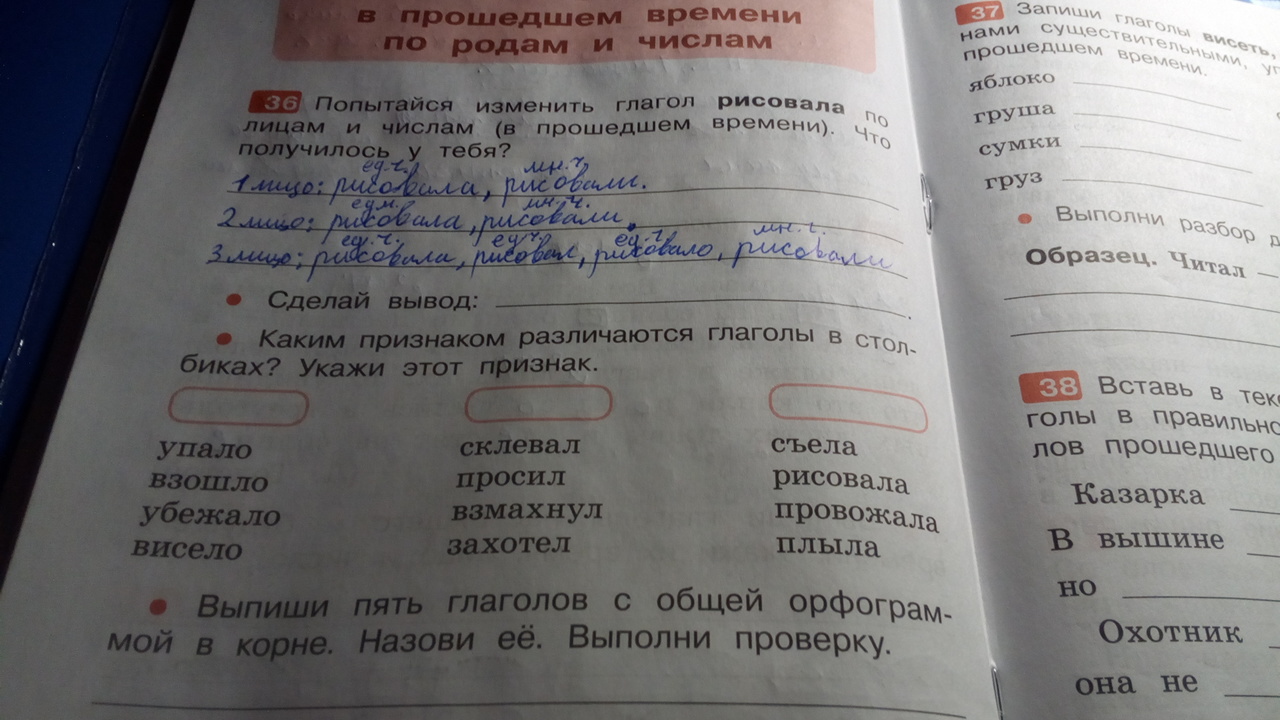 в прошедшем времени
по родам и числам
36 Попытайся изменить глагол рисовала по
лицам и числам (в прошедшем времени). Что
получилось у тебя?
ед.ч. мн.ч.
1 лицо: рисовала, рисовали.
ед.ч. мн.ч.
2 лицо: рисовала, рисовали.
ед.ч. ед.ч. ед.ч. мн.ч.
3 лицо: рисовала, рисовал, рисовало, рисовали
• Сделай вывод: .
• Каким признаком различаются глаголы в стол-
биках? Укажи этот признак.
упало склевал съела
взошло просил рисовала
убежало взмахнул провожала
висело захотел плыла
• Выпиши пять глаголов с общей орфограм-
мой в корне. Назови её. Выполни проверку.
37 Запиши глаголы висеть,
нами существительными, уп
прошедшем времени.
яблоко
груша
сумки
груз
• Выполни разбор
Образец. Читал —
38 Вставь в тек
голы в правильно
лов прошедшего
Казарка
В вышине
но
Охотник
она не